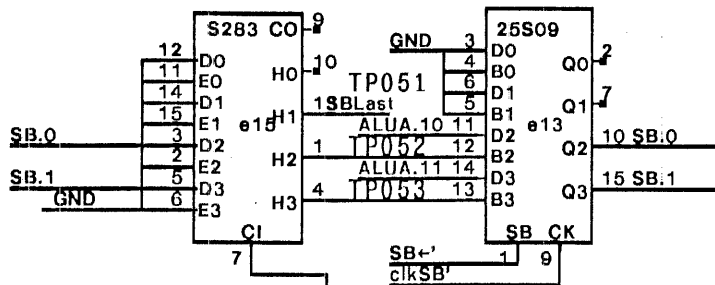 S283
CO
9
25S09
GND
3
D0
2
12
D0
10
4
B0
Q0
11
E0
H0
TP051
6
D1
7
14
D1
5
B1
Q1
15
E1
H1
1
SBLast
e15
ALUA.10
11
D2
e13
SB.0
3
D2
10
SB.0
1
H2
TP052
12
B2
Q2
2
E2
ALUA.11
14
D3
SB.1
5
D3
15
SB.1
GND
4
H3
TP053
13
B3
Q3
6
E3
CI
SB
CK
7
SB←'
1
9
clkSB'